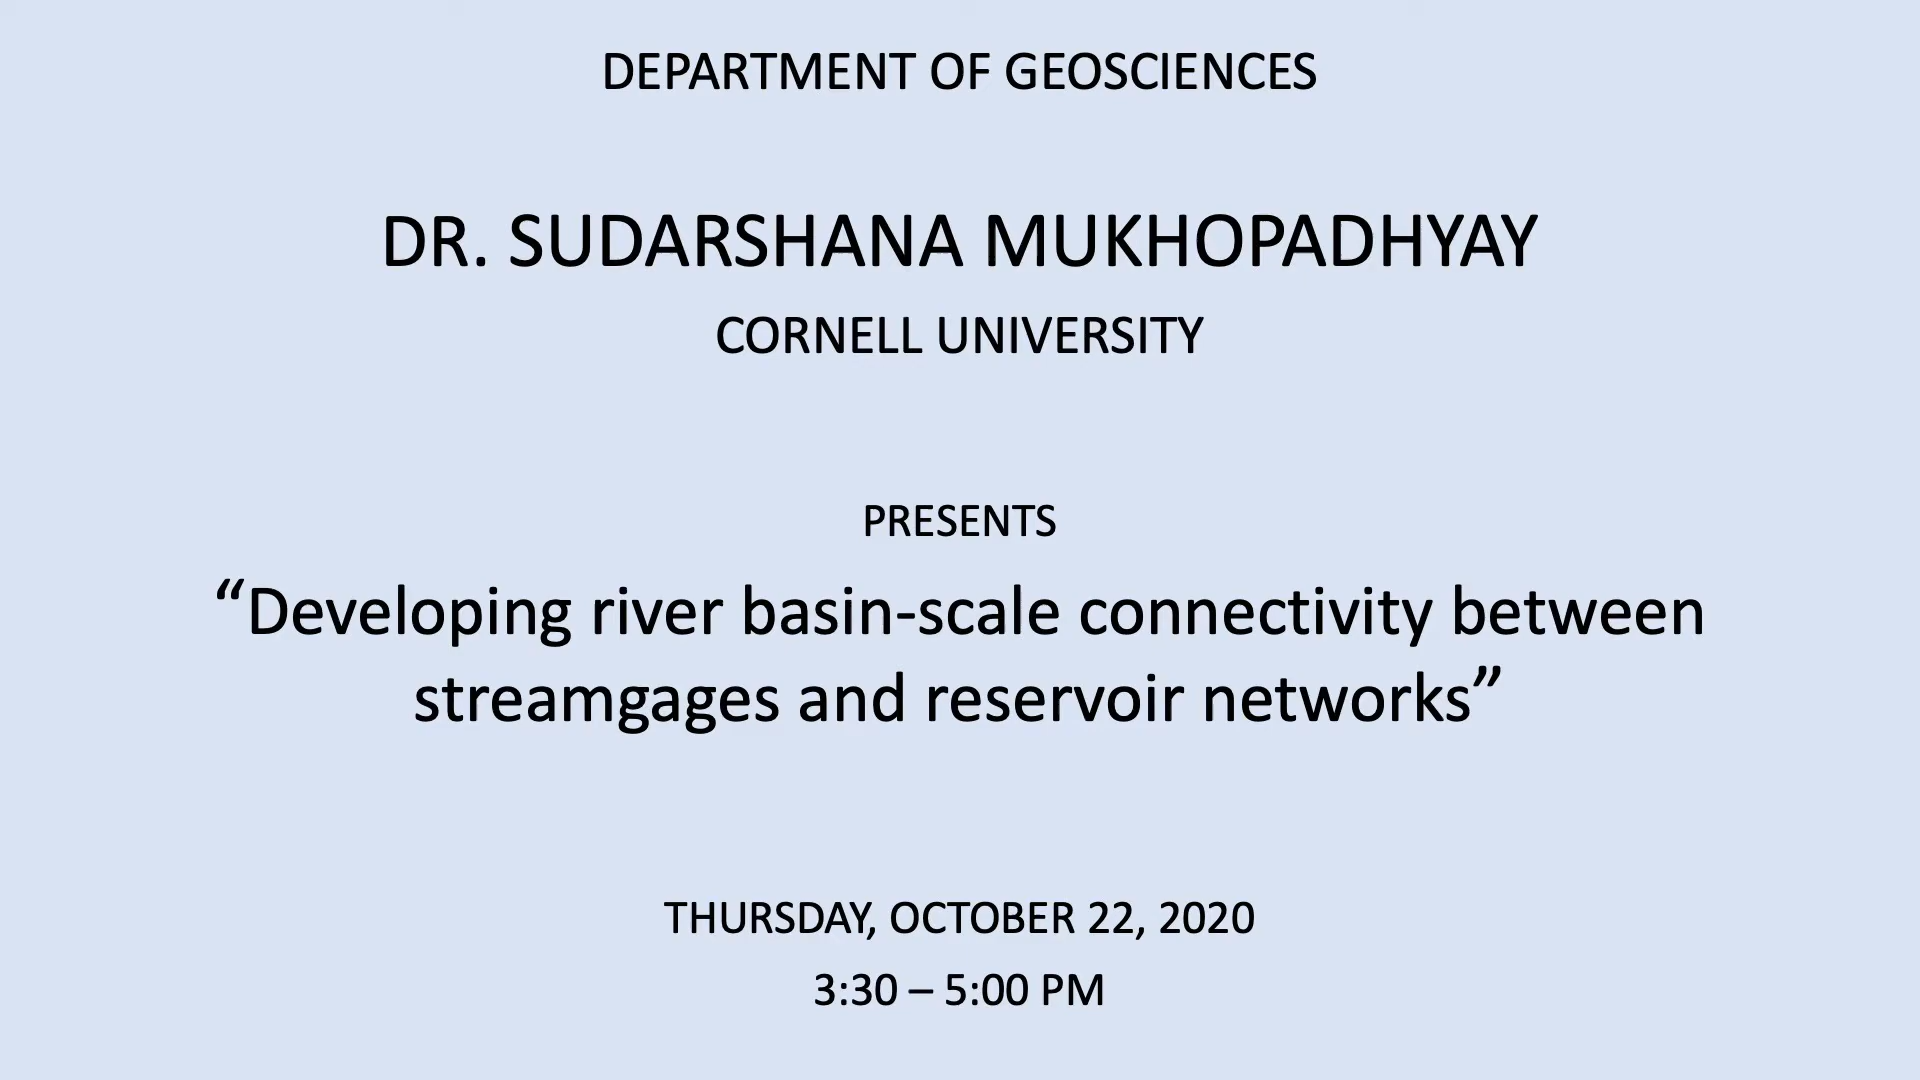 DEPARTMENT OF GEOSCIENCES
DR. SUDARSHANA MUKHOPADHYAY
CORNELL UNIVERSITY
PRESENTS
“Developing river basin-scale connectivity between
streamgages and reservoir networks”
THURSDAY, OCTOBER 22, 2020
3:30 – 5:00 PM